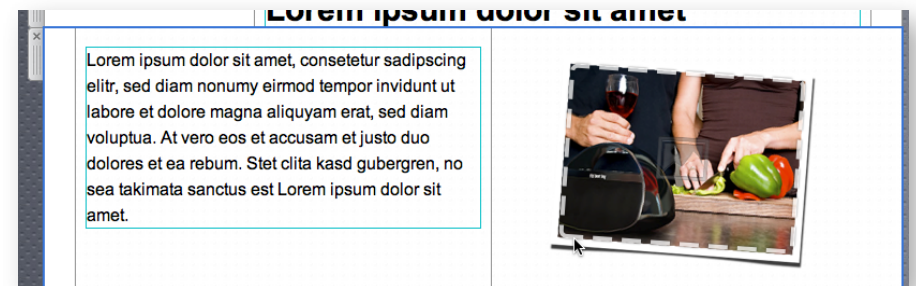 Lorem ipsum dolor sit amet
Lorem ipsum dolor sit amet, consetetur sadipscing
elitr, sed diam nonumy eirmod tempor invidunt ut
labore et dolore magna aliquyam erat, sed diam
voluptua. At vero eos et accusam et justo duo
dolores et ea rebum. Stet clita kasd gubergren, no
sea takimata sanctus est Lorem ipsum dolor sit
amet.